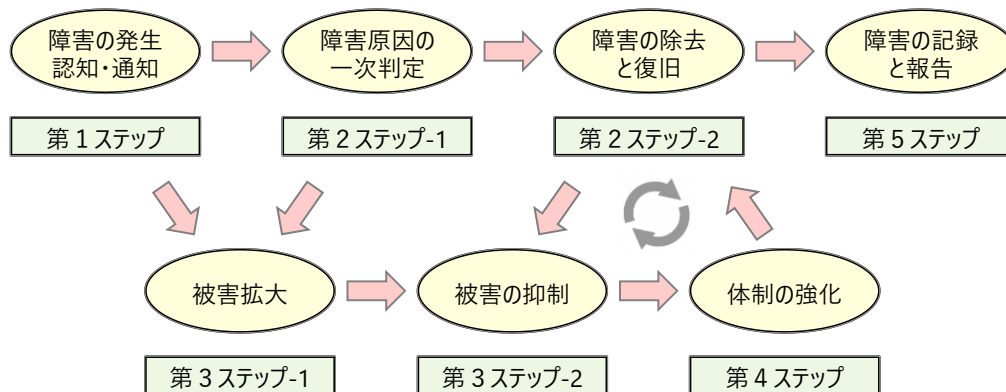 障害の発生
認知・通知
障害原因の
一次判定
障害の除去
と復旧
障害の記録
と報告
第１ステップ
第２ステップ-1
第２ステップ-2
第５ステップ
被害拡大
被害の抑制
体制の強化
第３ステップ-1
第３ステップ-2
第４ステップ